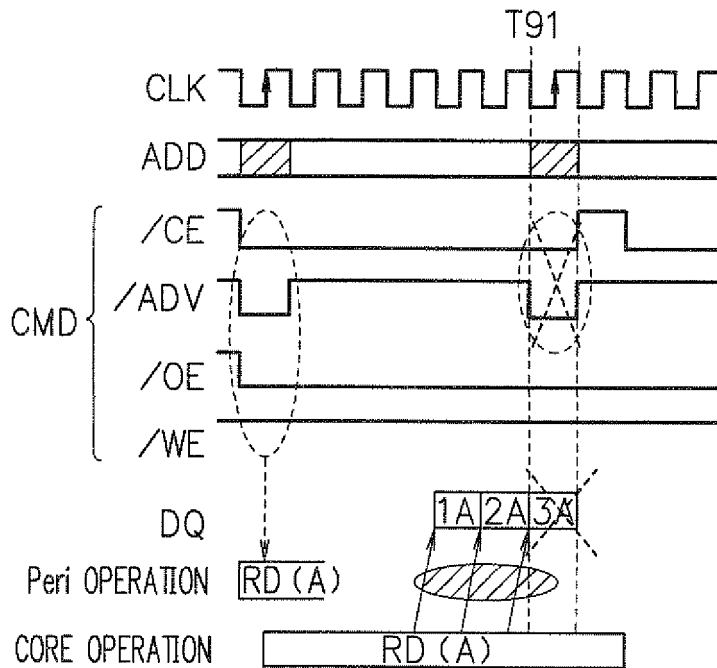 T91
CLK
ADD
CMD
/CE
/ADV
/OE
/WE
DQ
1A 2A 3A
Peri OPERATION
RD (A)
CORE OPERATION
RD (A)